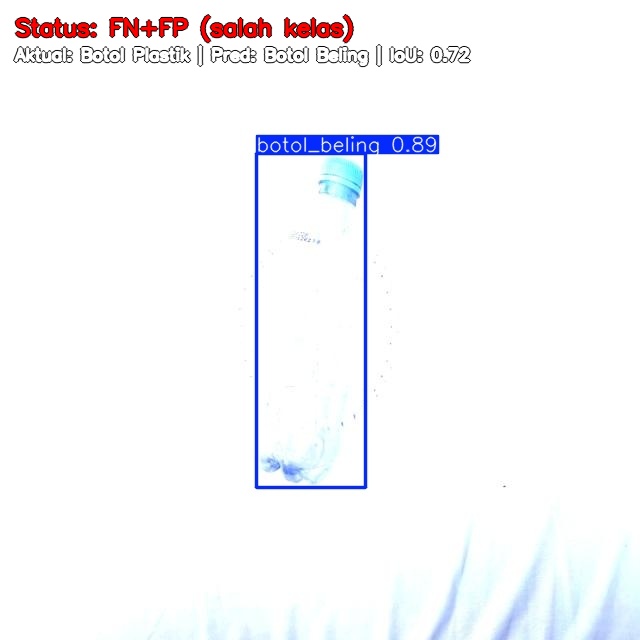 Status: FN+FP (salah kelas)
Aktual: Botol Plastik | Pred: Botol Beling | IoU: 0.72
botol_beling 0.89